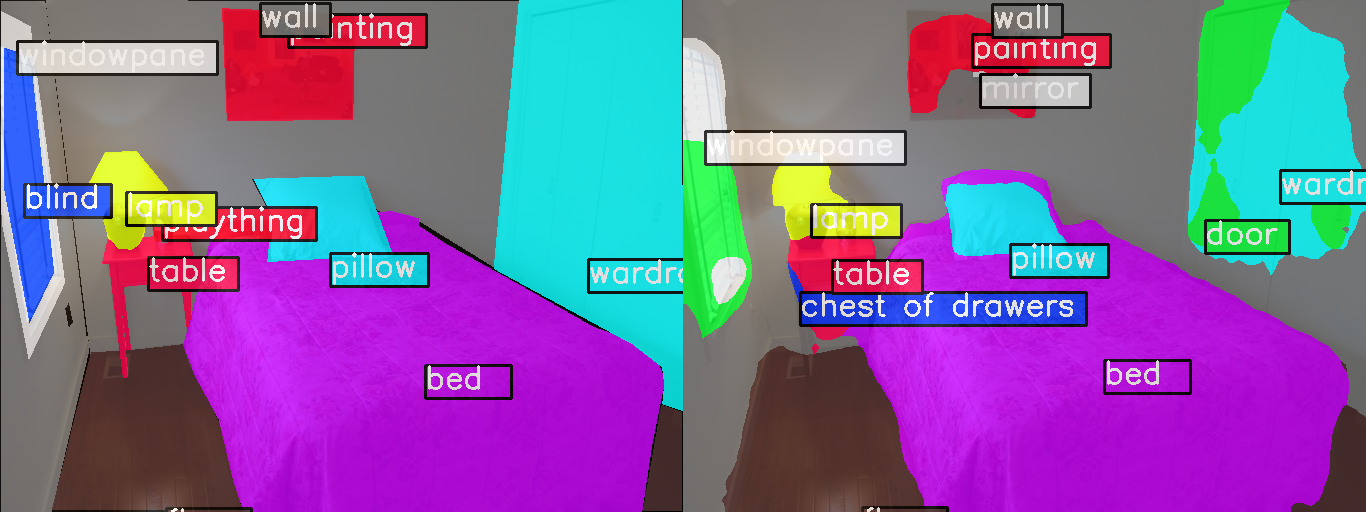 wall
painting
windowpane
blind
lamp
plaything
table
pillow
wardro
bed
wall
painting
mirror
windowpane
wardr
lamp
door
pillow
table
chest of drawers
bed